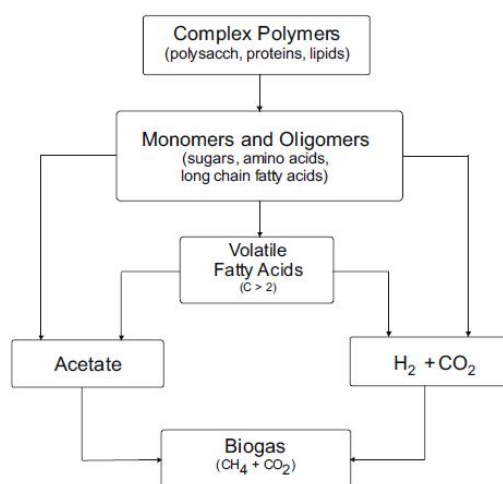 Complex Polymers
(polysacch, proteins, lipids)
Monomers and Oligomers
(sugars, amino acids,
long chain fatty acids)
Volatile
Fatty Acids
(C > 2)
Acetate
H₂ + CO₂
Biogas
(CH₄ + CO₂)